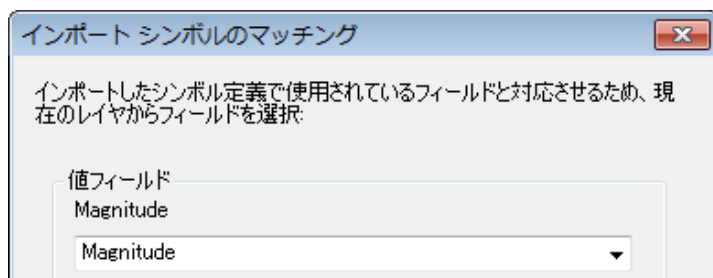 インポート シンボルのマッチング
インポートしたシンボル定義で使用されているフィールドと対応させるため、現
在のレイヤからフィールドを選択:
値フィールド
Magnitude
Magnitude